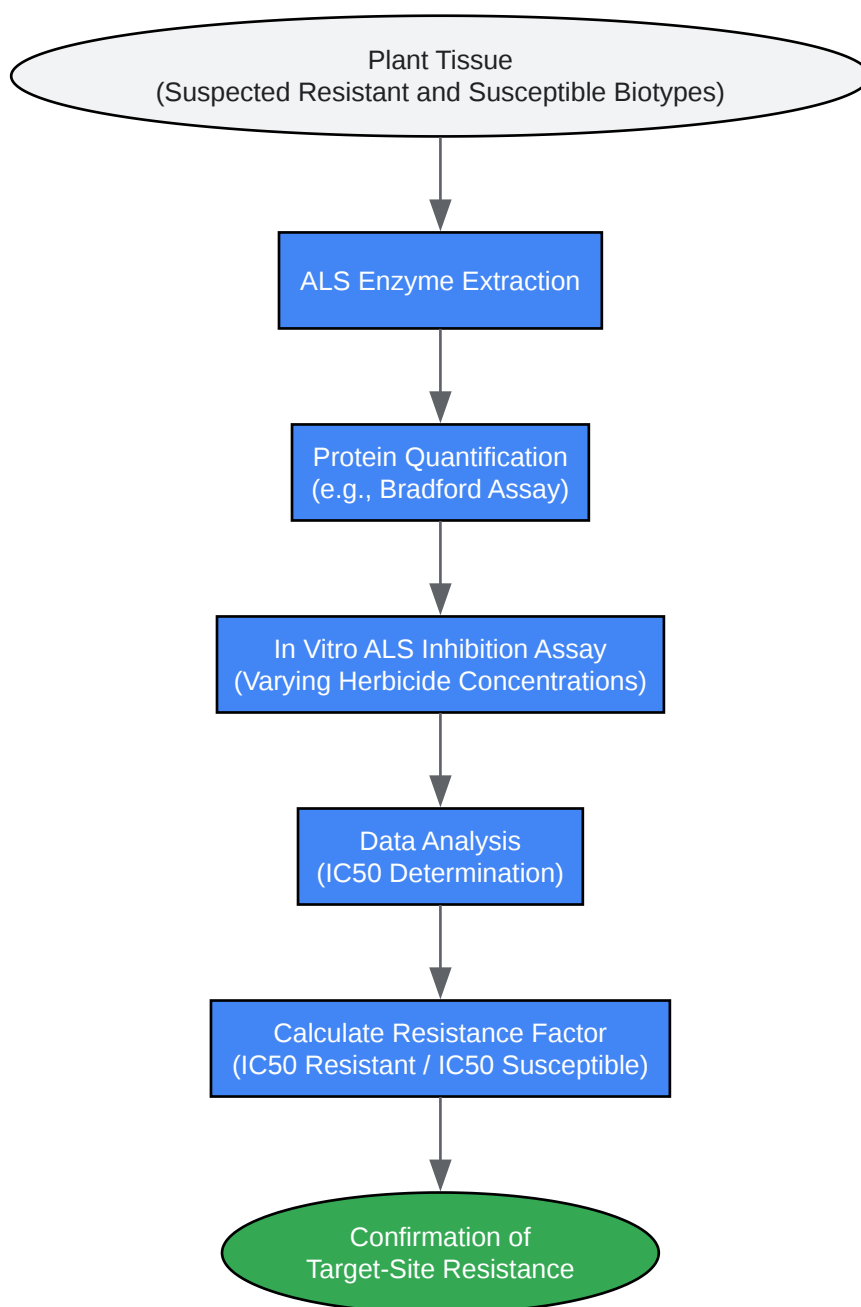 Plant Tissue
(Suspected Resistant and Susceptible Biotypes)
ALS Enzyme Extraction
Protein Quantification
(e.g., Bradford Assay)
In Vitro ALS Inhibition Assay
(Varying Herbicide Concentrations)
Data Analysis
(IC50 Determination)
Calculate Resistance Factor
(IC50 Resistant / IC50 Susceptible)
Confirmation of
Target-Site Resistance